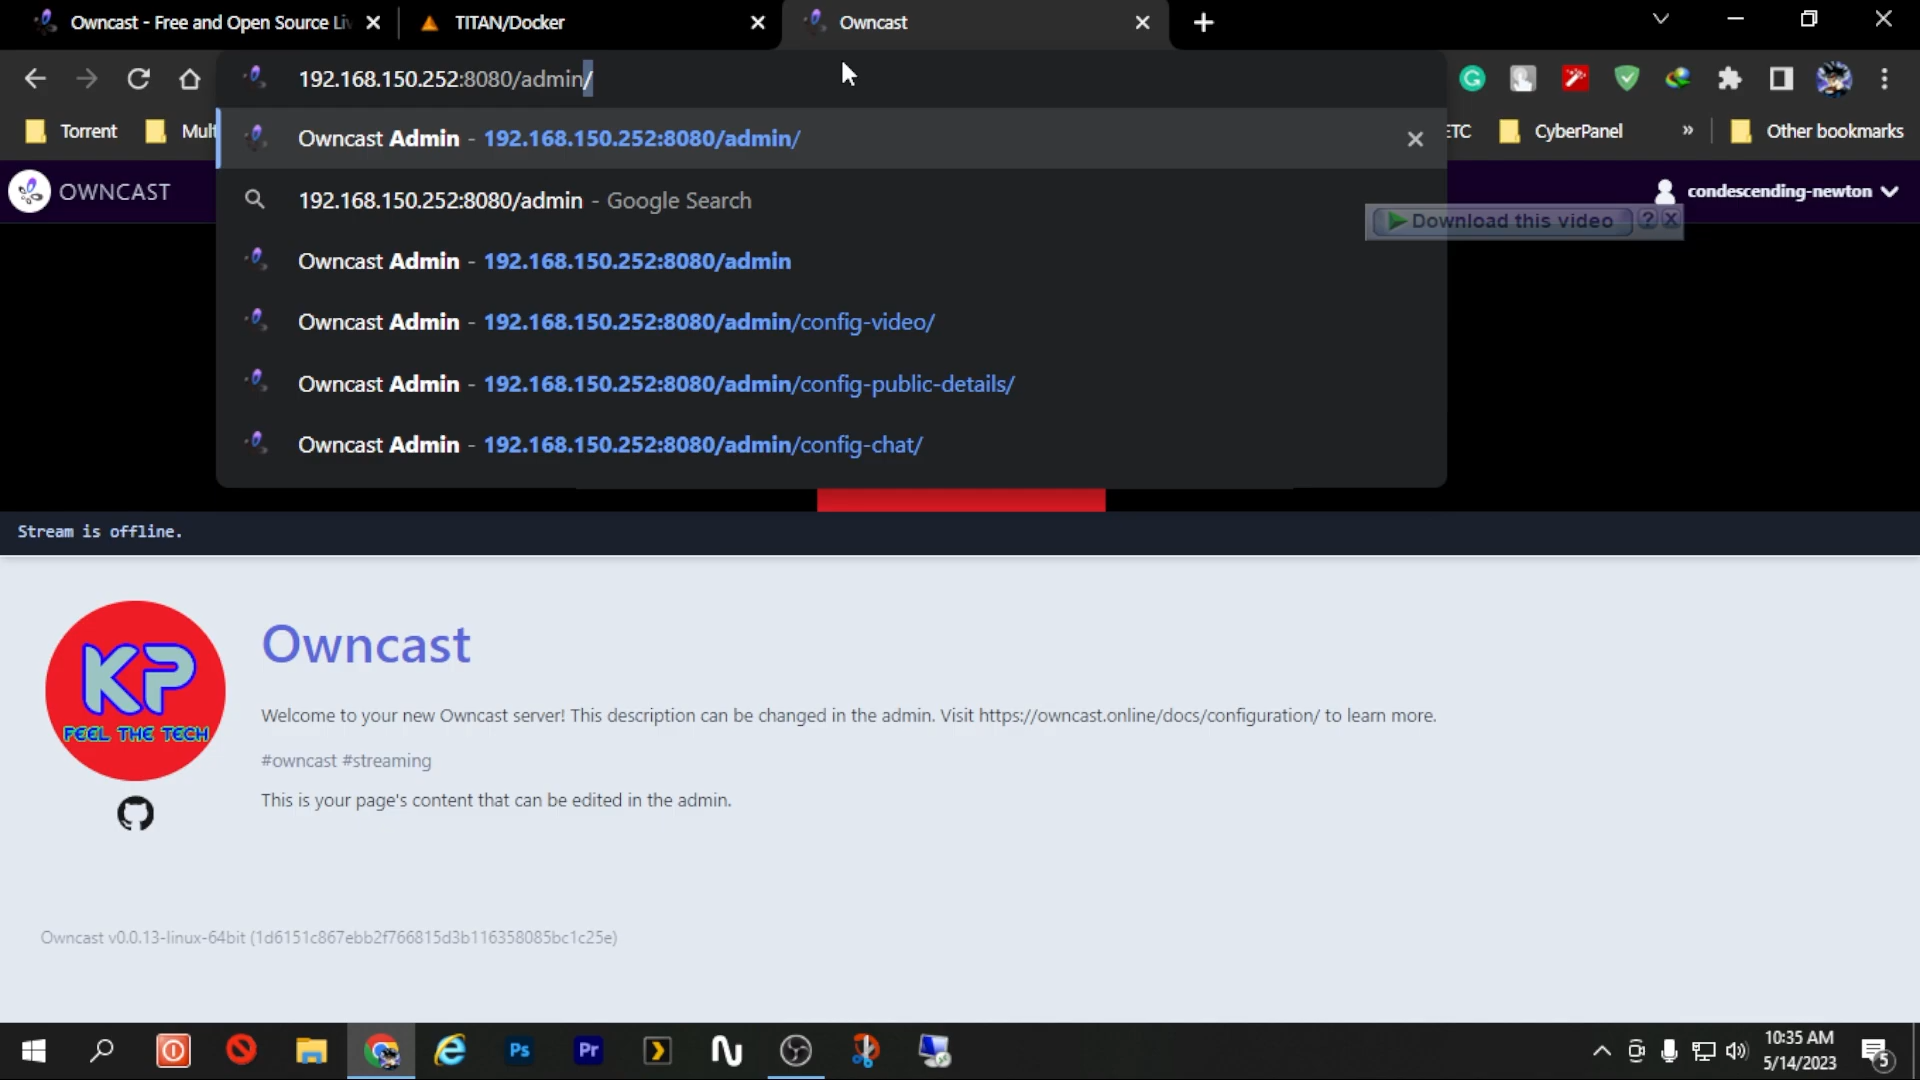 Owncast - Free and Open Source Liv
TITAN/Docker
Owncast
192.168.150.252:8080/admin/
Torrent
Mult
ETC
CyberPanel
»
Other bookmarks
Owncast Admin - 192.168.150.252:8080/admin/
192.168.150.252:8080/admin - Google Search
Owncast Admin - 192.168.150.252:8080/admin
Owncast Admin - 192.168.150.252:8080/admin/config-video/
Owncast Admin - 192.168.150.252:8080/admin/config-public-details/
Owncast Admin - 192.168.150.252:8080/admin/config-chat/
OWNCAST
condescending-newton
Download this video
Stream is offline.
KP
FEEL THE TECH
Owncast
Welcome to your new Owncast server! This description can be changed in the admin. Visit https://owncast.online/docs/configuration/ to learn more.
#owncast #streaming
This is your page's content that can be edited in the admin.
Owncast v0.0.13-linux-64bit (1d6151c867ebb2f766815d3b116358085bc1c25e)
Ps
Pr
10:35 AM
5/14/2023
5